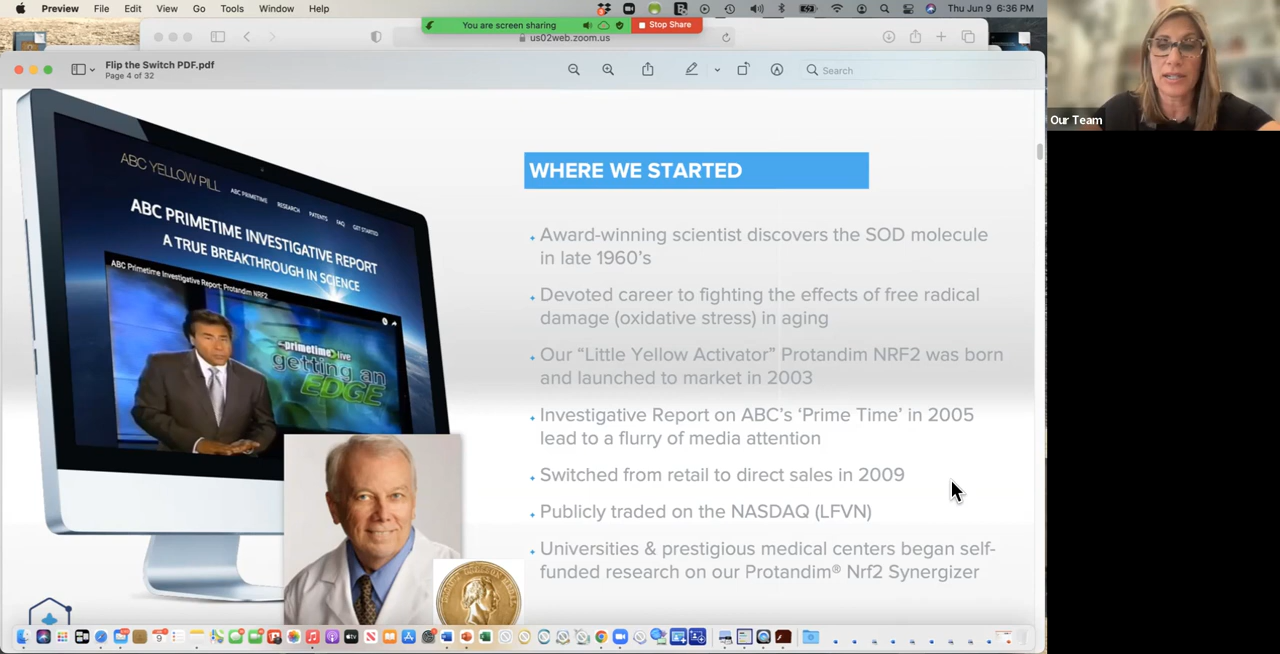 Preview File Edit View Go Tools Window Help
Thu Jun 9 6:36 PM
You are screen sharing
Stop Share
us02web.zoom.us
Flip the Switch PDF.pdf
Page 4 of 32
Search
Our Team
ABC YELLOW PILL
ABC PRIMETIME RESEARCH PATENTS FAQ GET STARTED
ABC PRIMETIME INVESTIGATIVE REPORT
A TRUE BREAKTHROUGH IN SCIENCE
ABC Primetime Investigative Report: Protandim NRF2
primetime live
getting an
EDGE
WHERE WE STARTED
Award-winning scientist discovers the SOD molecule
in late 1960's
Devoted career to fighting the effects of free radical
damage (oxidative stress) in aging
Our “Little Yellow Activator” Protandim NRF2 was born
and launched to market in 2003
Investigative Report on ABC's ‘Prime Time’ in 2005
lead to a flurry of media attention
Switched from retail to direct sales in 2009
Publicly traded on the NASDAQ (LFVN)
Universities & prestigious medical centers began self-
funded research on our Protandim® Nrf2 Synergizer